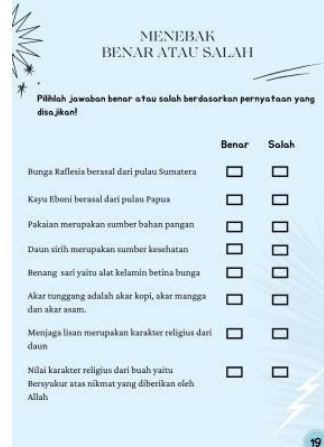 MENEBAK
BENAR ATAU SALAH
Pilihlah jawaban benar atau salah berdasarkan pernyataan yang
disajikan!
Benar Salah
Bunga Raflesia berasal dari pulau Sumatera
Kayu Eboni berasal dari pulau Papua
Pakaian merupakan sumber bahan pangan
Daun sirih merupakan sumber kesehatan
Benang sari yaitu alat kelamin betina bunga
Akar tunggang adalah akar kopi, akar mangga
dan akar asam.
Menjaga lisan merupakan karakter religius dari
daun
Nilai karakter religius dari buah yaitu
Bersyukur atas nikmat yang diberikan oleh
Allah
19